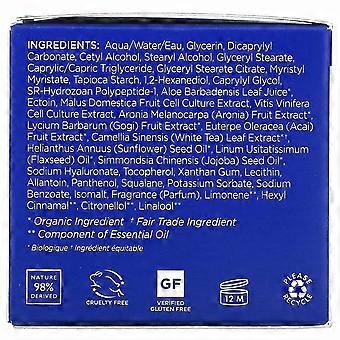 INGREDIENTS: Aqua/Water/Eau, Glycerin, Dicaprylyl
Carbonate, Cetyl Alcohol, Stearyl Alcohol, Glyceryl Stearate,
Caprylic/Capric Triglyceride, Glyceryl Stearate Citrate, Myristyl
Myristate, Tapioca Starch, 1,2-Hexanediol, Caprylyl Glycol,
SR-Hydrozoan Polypeptide-1, Aloe Barbadensis Leaf Juice*,
Ectoin, Malus Domestica Fruit Cell Culture Extract, Vitis Vinifera
Cell Culture Extract, Aronia Melanocarpa (Aronia) Fruit Extract*,
Lycium Barbarum (Gogi) Fruit Extract*, Euterpe Oleracea (Acai)
Fruit Extract*, Camellia Sinensis (White Tea) Leaf Extract*†,
Helianthus Annuus (Sunflower) Seed Oil*, Linum Usitatissimum
(Flaxseed) Oil*, Simmondsia Chinensis (Jojoba) Seed Oil*,
Sodium Hyaluronate, Tocopherol, Xanthan Gum, Lecithin,
Allantoin, Panthenol, Squalane, Potassium Sorbate, Sodium
Benzoate, Isomalt, Fragrance (Parfum), Limonene**, Hexyl
Cinnamal**, Citronellol**, Linalool**
* Organic Ingredient † Fair Trade Ingredient
** Component of Essential Oil
* Biologique † Ingrédient équitable
NATURE
98%
DERIVED
CRUELTY FREE
GF
VERIFIED
GLUTEN FREE
12 M
PLEASE
RECYCLE